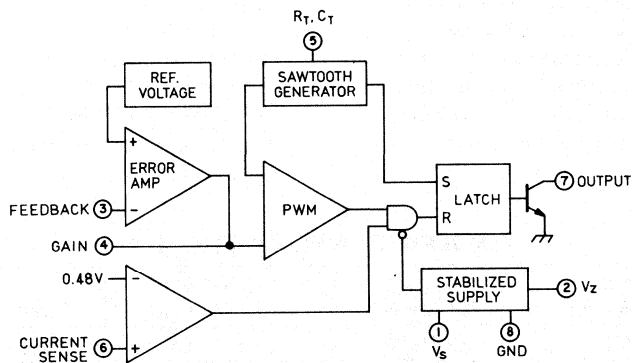 R_T, C_T
5
REF.
VOLTAGE
SAWTOOTH
GENERATOR
+
ERROR
AMP
FEEDBACK 3 -
PWM
S
LATCH
R
7 OUTPUT
GAIN 4
0.48V -
STABILIZED
SUPPLY
2 Vz
CURRENT
SENSE 6 +
1
8
Vs
GND